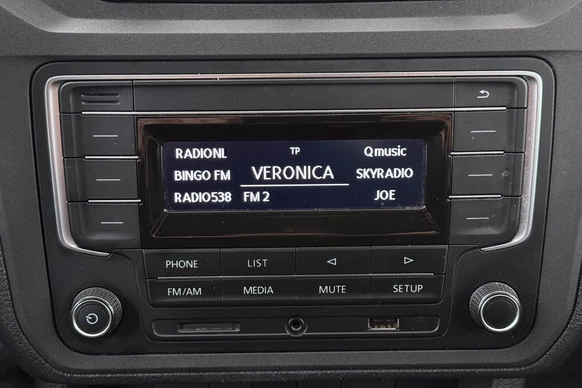 RADIONL TP Qmusic
BINGO FM VERONICA SKYRADIO
RADIO538 FM 2 JOE
PHONE LIST
FM/AM MEDIA MUTE SETUP